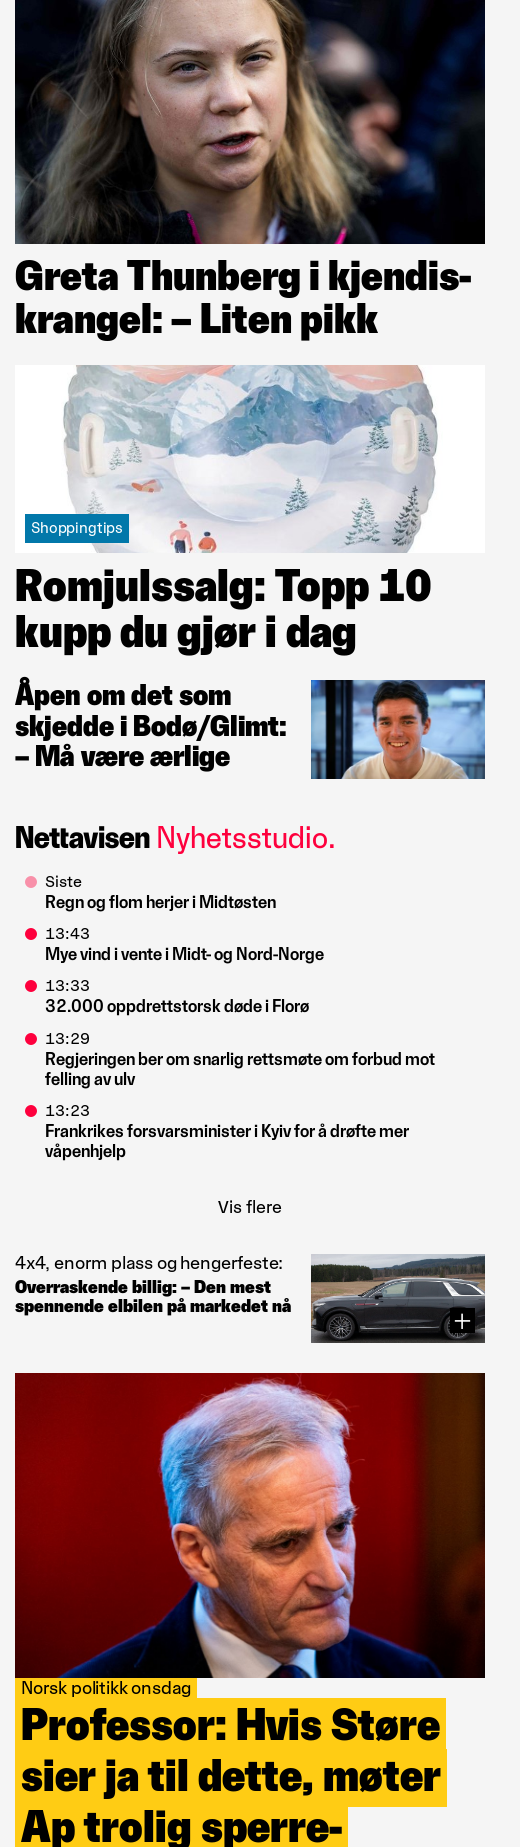 Greta Thunberg i kjendis-
krangel: – Liten pikk
Shoppingtips
Romjulssalg: Topp 10
kupp du gjør i dag
Åpen om det som
skjedde i Bodø/Glimt:
– Må være ærlige
Nettavisen Nyhetsstudio.
Siste
Regn og flom herjer i Midtøsten
13:43
Mye vind i vente i Midt- og Nord-Norge
13:33
32.000 oppdrettstorsk døde i Florø
13:29
Regjeringen ber om snarlig rettsmøte om forbud mot
felling av ulv
13:23
Frankrikes forsvarsminister i Kyiv for å drøfte mer
våpenhjelp
Vis flere
4x4, enorm plass og hengerfeste:
Overraskende billig: – Den mest
spennende elbilen på markedet nå
Norsk politikk onsdag
Professor: Hvis Støre
sier ja til dette, møter
Ap trolig sperre-